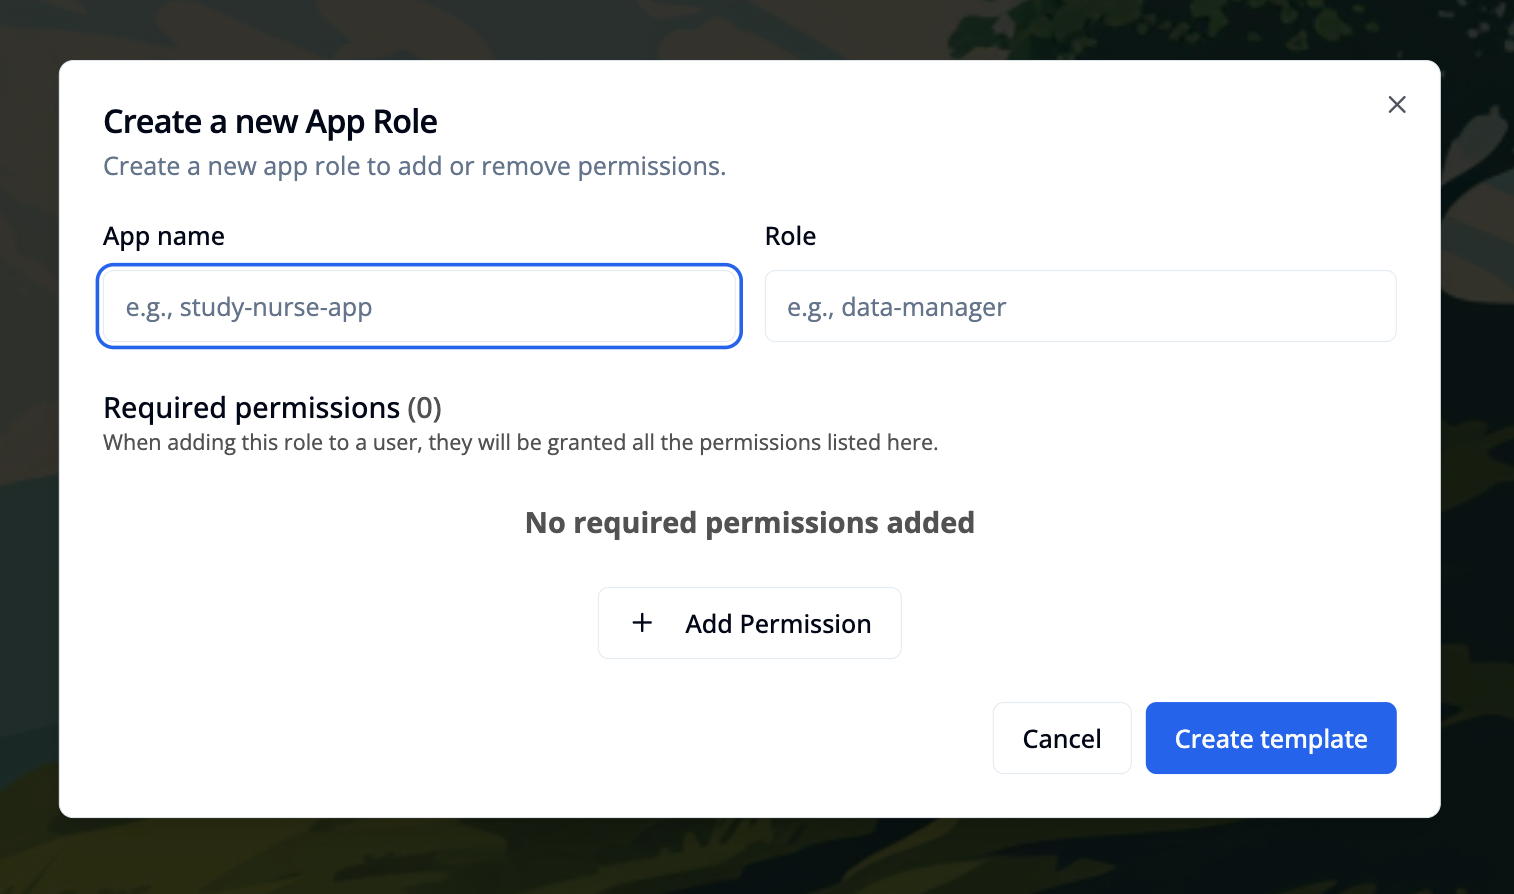 Create a new App Role
Create a new app role to add or remove permissions.
App name
Role
e.g., study-nurse-app
e.g., data-manager
Required permissions (0)
When adding this role to a user, they will be granted all the permissions listed here.
No required permissions added
Add Permission
Cancel
Create template